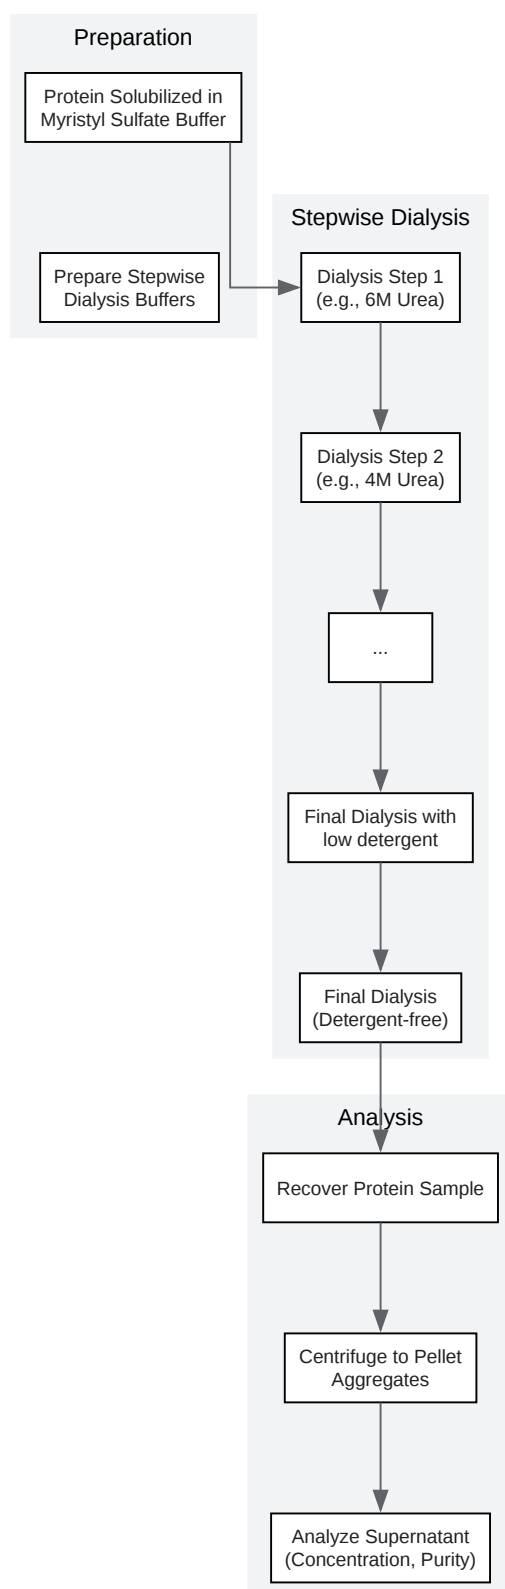 Preparation
Protein Solubilized in
Myristyl Sulfate Buffer
Prepare Stepwise
Dialysis Buffers
Stepwise Dialysis
Dialysis Step 1
(e.g., 6M Urea)
Dialysis Step 2
(e.g., 4M Urea)
...
Final Dialysis with
low detergent
Final Dialysis
(Detergent-free)
Analysis
Recover Protein Sample
Centrifuge to Pellet
Aggregates
Analyze Supernatant
(Concentration, Purity)